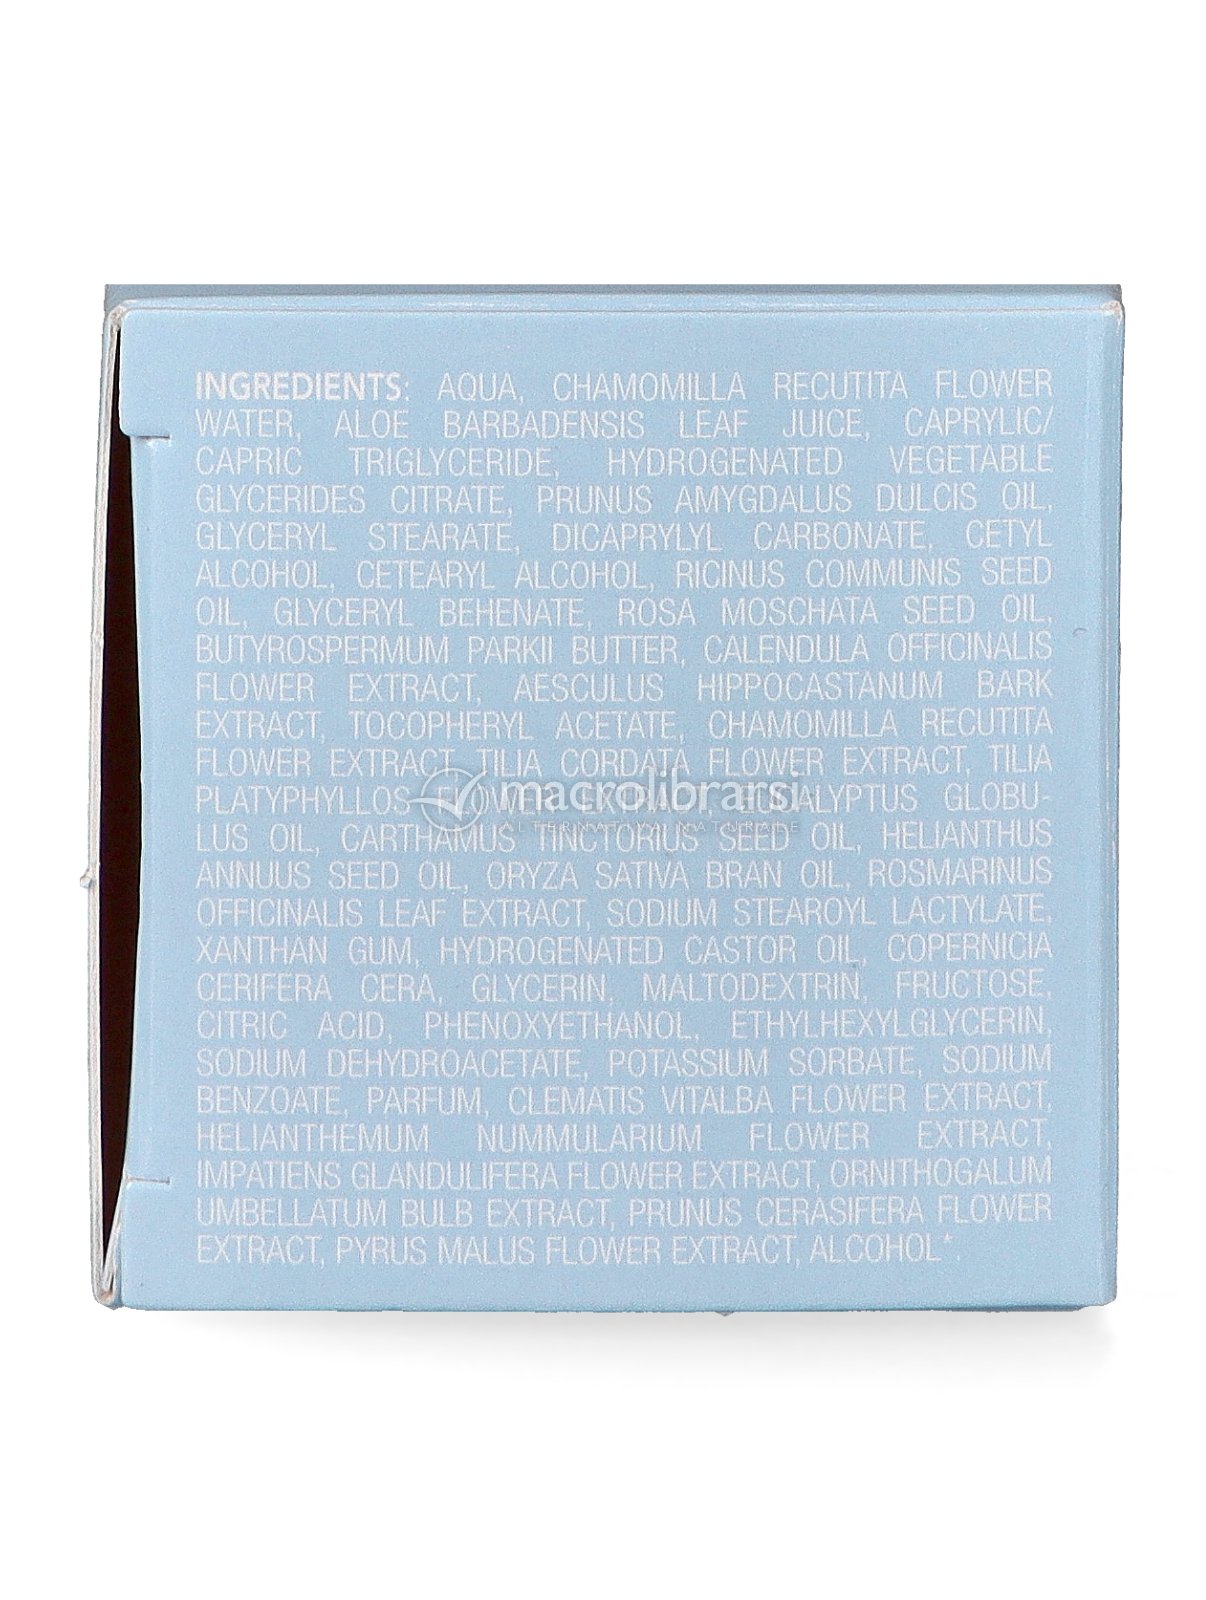 INGREDIENTS: AQUA, CHAMOMILLA RECUTITA FLOWER
WATER, ALOE BARBADENSIS LEAF JUICE, CAPRYLIC/
CAPRIC TRIGLYCERIDE, HYDROGENATED VEGETABLE
GLYCERIDES CITRATE, PRUNUS AMYGDALUS DULCIS OIL,
GLYCERYL STEARATE, DICAPRYLYL CARBONATE, CETYL
ALCOHOL, CETEARYL ALCOHOL, RICINUS COMMUNIS SEED
OIL, GLYCERYL BEHENATE, ROSA MOSCHATA SEED OIL,
BUTYROSPERMUM PARKII BUTTER, CALENDULA OFFICINALIS
FLOWER EXTRACT, AESCULUS HIPPOCASTANUM BARK
EXTRACT, TOCOPHERYL ACETATE, CHAMOMILLA RECUTITA
FLOWER EXTRACT, TILIA CORDATA FLOWER EXTRACT, TILIA
PLATYPHYLLOS FLOWER EXTRACT, EUCALYPTUS GLOBU-
macrolibrarsi
ALTERNATIVA NATURALE
LUS OIL, CARTHAMUS TINCTORIUS SEED OIL, HELIANTHUS
ANNUUS SEED OIL, ORYZA SATIVA BRAN OIL, ROSMARINUS
OFFICINALIS LEAF EXTRACT, SODIUM STEAROYL LACTYLATE,
XANTHAN GUM, HYDROGENATED CASTOR OIL, COPERNICIA
CERIFERA CERA, GLYCERIN, MALTODEXTRIN, FRUCTOSE,
CITRIC ACID, PHENOXYETHANOL, ETHYLHEXYLGLYCERIN,
SODIUM DEHYDROACETATE, POTASSIUM SORBATE, SODIUM
BENZOATE, PARFUM, CLEMATIS VITALBA FLOWER EXTRACT,
HELIANTHEMUM NUMMULARIUM FLOWER EXTRACT,
IMPATIENS GLANDULIFERA FLOWER EXTRACT, ORNITHOGALUM
UMBELLATUM BULB EXTRACT, PRUNUS CERASIFERA FLOWER
EXTRACT, PYRUS MALUS FLOWER EXTRACT, ALCOHOL*.